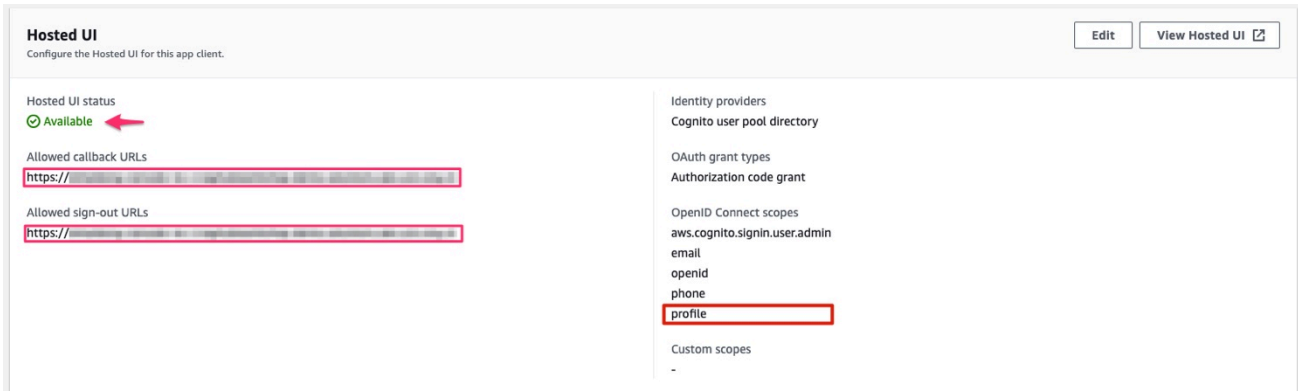 Hosted UI
Configure the Hosted UI for this app client.
Edit
View Hosted UI
Hosted UI status
Available
Allowed callback URLs
https://
Allowed sign-out URLs
https://
Identity providers
Cognito user pool directory
OAuth grant types
Authorization code grant
OpenID Connect scopes
aws.cognito.signin.user.admin
email
openid
phone
profile
Custom scopes
-